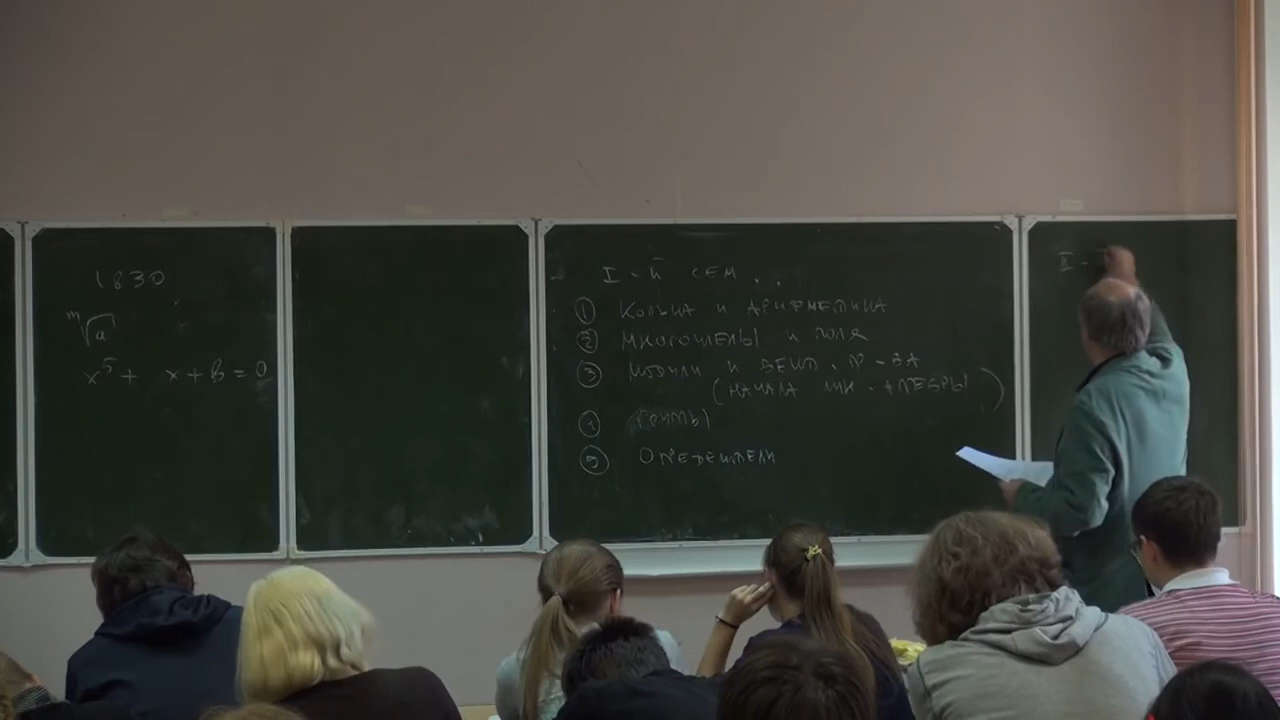 1830
ᵐ√a
x⁵ + x + b = 0
I-й СЕМ.
① КОЛЬЦА И АРИФМЕТИКА
② МНОГОЧЛЕНЫ И ПОЛЯ
③ МОДУЛИ И ВЕКТ. П-ВА
(НАЧАЛА ЛИН. АЛГЕБРЫ)
④ ГРУППЫ
⑤ ОПРЕДЕЛИТЕЛИ
II-